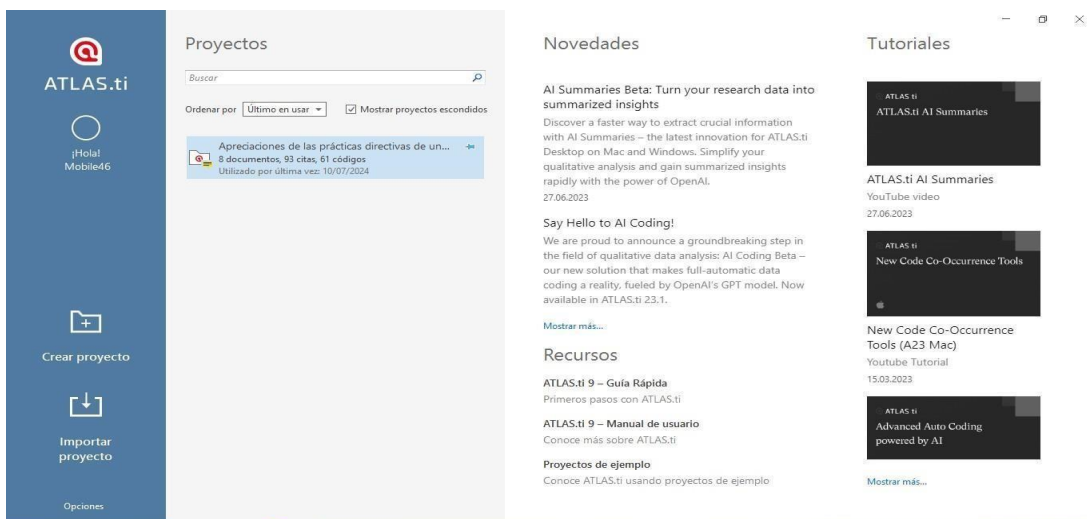 ATLAS.ti
¡Hola!
Mobile46
Crear proyecto
Importar
proyecto
Opciones
Proyectos
Buscar
Ordenar por Último en usar Mostrar proyectos escondidos
Apreciaciones de las prácticas directivas de un...
8 documentos, 93 citas, 61 códigos
Utilizado por última vez: 10/07/2024
Novedades
AI Summaries Beta: Turn your research data into
summarized insights
Discover a faster way to extract crucial information
with AI Summaries – the latest innovation for ATLAS.ti
Desktop on Mac and Windows. Simplify your
qualitative analysis and gain summarized insights
rapidly with the power of OpenAI.
27.06.2023
Say Hello to AI Coding!
We are proud to announce a groundbreaking step in
the field of qualitative data analysis: AI Coding Beta –
our new solution that makes full-automatic data
coding a reality, fueled by OpenAI's GPT model. Now
available in ATLAS.ti 23.1.
Mostrar más...
Recursos
ATLAS.ti 9 – Guía Rápida
Primeros pasos con ATLAS.ti
ATLAS.ti 9 – Manual de usuario
Conoce más sobre ATLAS.ti
Proyectos de ejemplo
Conoce ATLAS.ti usando proyectos de ejemplo
Tutoriales
ATLAS ti
ATLAS.ti AI Summaries
ATLAS.ti AI Summaries
YouTube video
27.06.2023
ATLAS ti
New Code Co-Occurrence Tools
New Code Co-Occurrence
Tools (A23 Mac)
Youtube Tutorial
15.03.2023
ATLAS ti
Advanced Auto Coding
powered by AI
Mostrar más...